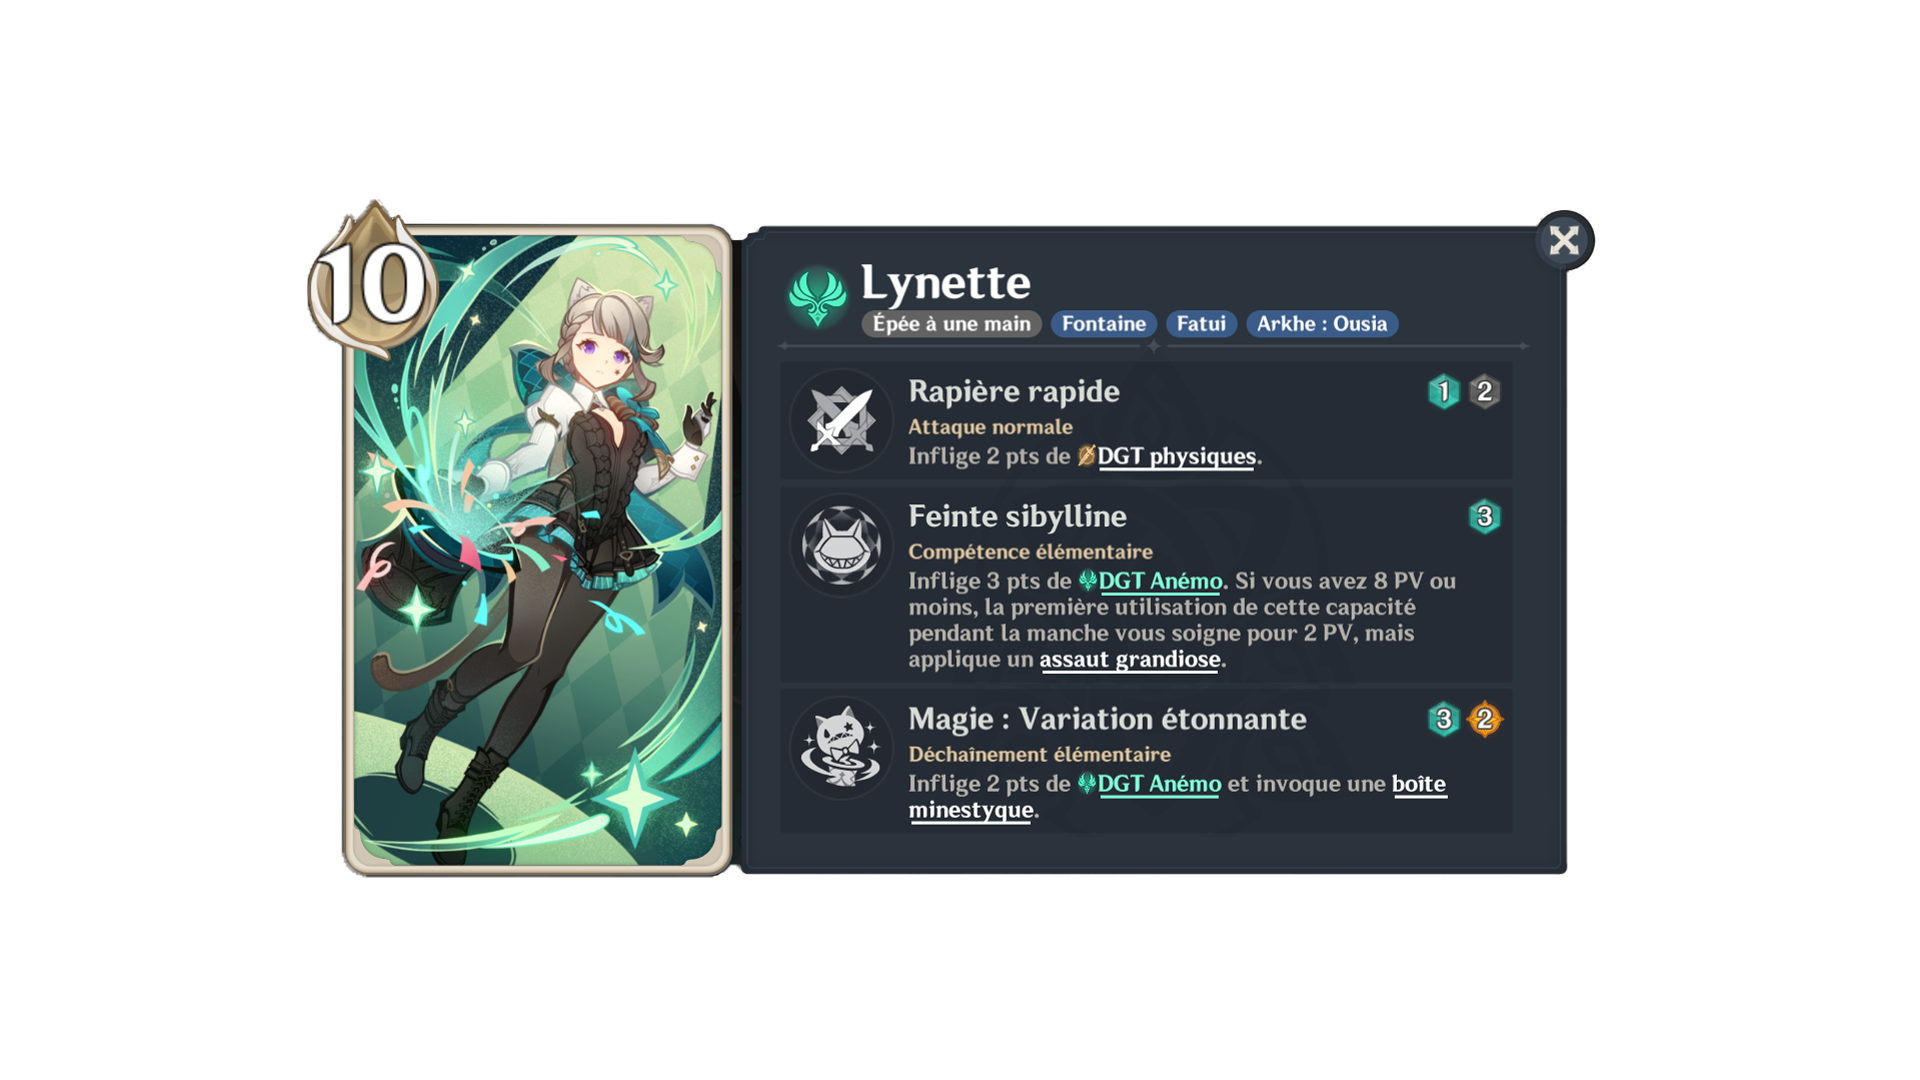 10
Lynette
Épée à une main Fontaine Fatui Arkhe : Ousia
Rapière rapide 1 2
Attaque normale
Inflige 2 pts de DGT physiques.
Feinte sibylline 3
Compétence élémentaire
Inflige 3 pts de DGT Anémo. Si vous avez 8 PV ou
moins, la première utilisation de cette capacité
pendant la manche vous soigne pour 2 PV, mais
applique un assaut grandiose.
Magie : Variation étonnante 3 2
Déchaînement élémentaire
Inflige 2 pts de DGT Anémo et invoque une boîte
minestyque.